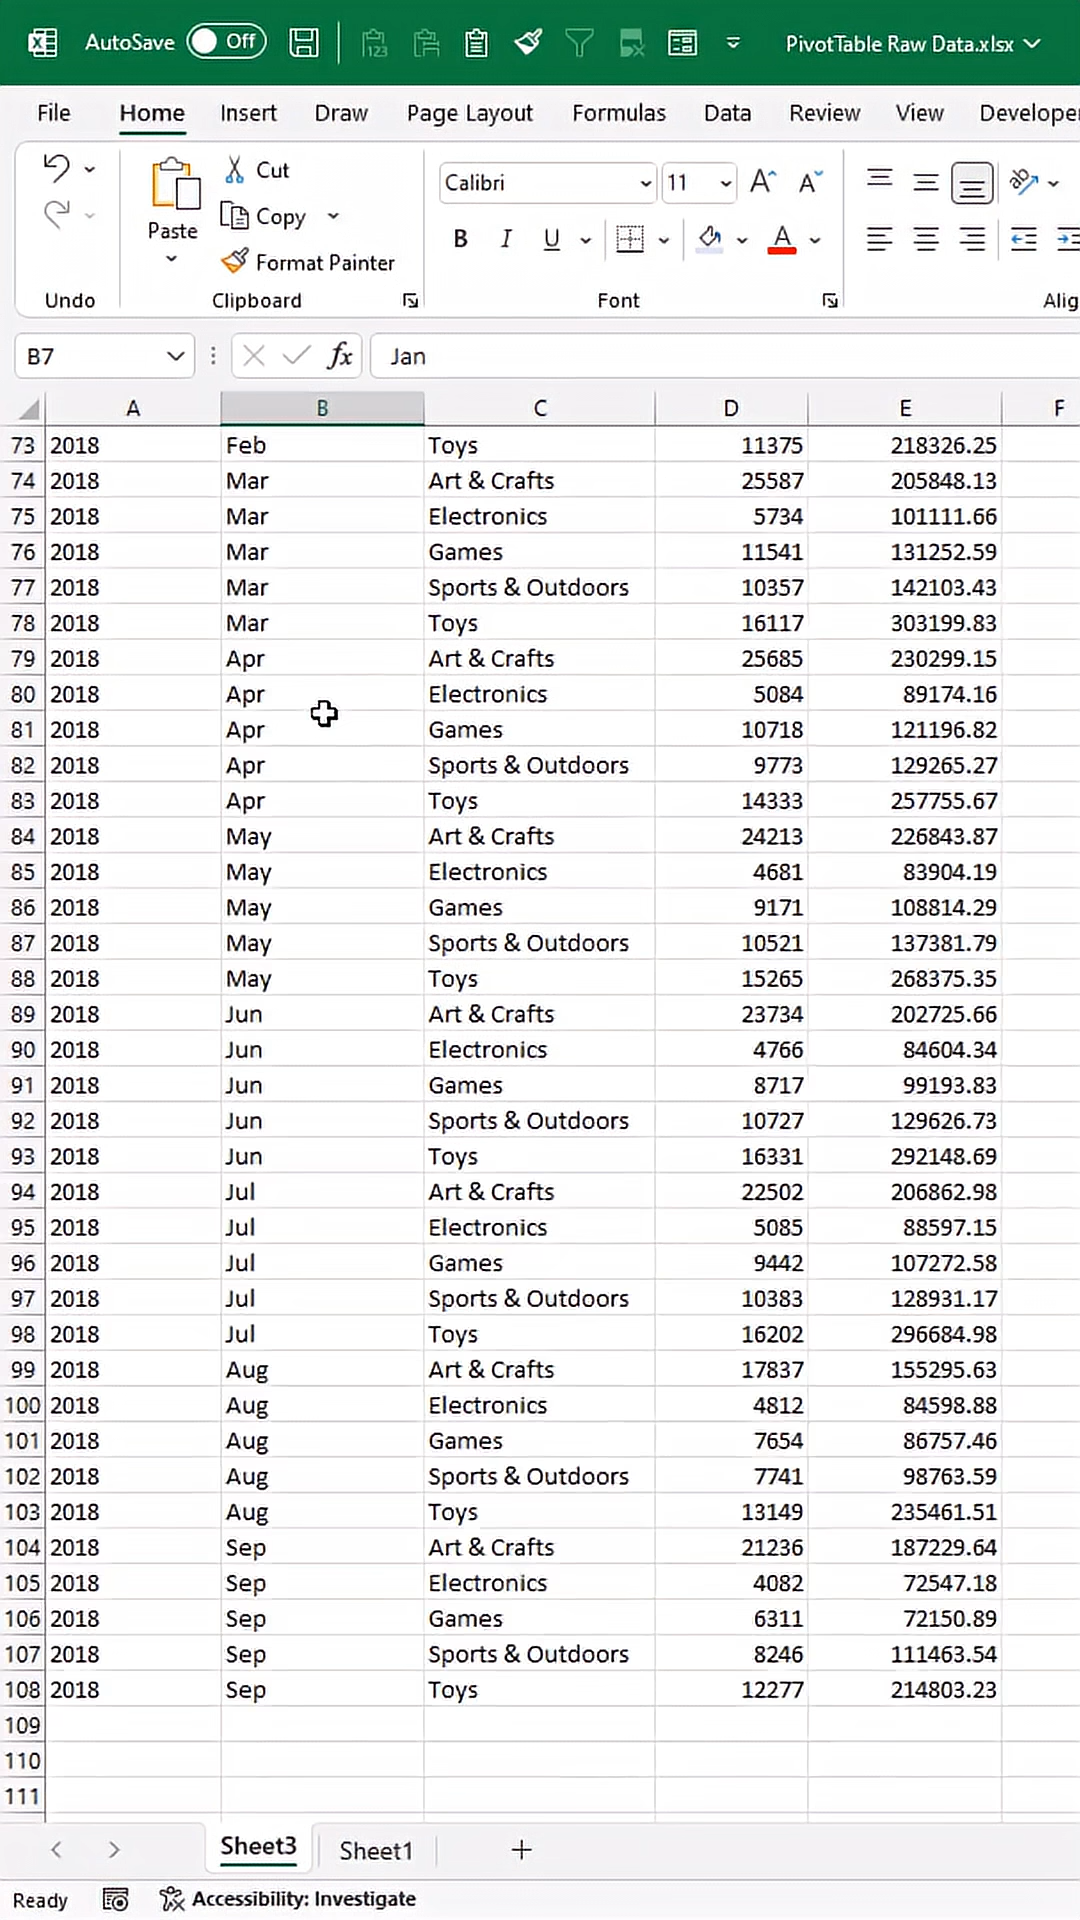 AutoSave Off 123 PivotTable Raw Data.xlsx
File Home Insert Draw Page Layout Formulas Data Review View Developer
Cut
Calibri 11 A A ab
Paste Copy
B I U A
Format Painter
Undo Clipboard Font Alig
B7 fx Jan
A B C D E F
73 2018 Feb Toys 11375 218326.25
74 2018 Mar Art & Crafts 25587 205848.13
75 2018 Mar Electronics 5734 101111.66
76 2018 Mar Games 11541 131252.59
77 2018 Mar Sports & Outdoors 10357 142103.43
78 2018 Mar Toys 16117 303199.83
79 2018 Apr Art & Crafts 25685 230299.15
80 2018 Apr Electronics 5084 89174.16
81 2018 Apr Games 10718 121196.82
82 2018 Apr Sports & Outdoors 9773 129265.27
83 2018 Apr Toys 14333 257755.67
84 2018 May Art & Crafts 24213 226843.87
85 2018 May Electronics 4681 83904.19
86 2018 May Games 9171 108814.29
87 2018 May Sports & Outdoors 10521 137381.79
88 2018 May Toys 15265 268375.35
89 2018 Jun Art & Crafts 23734 202725.66
90 2018 Jun Electronics 4766 84604.34
91 2018 Jun Games 8717 99193.83
92 2018 Jun Sports & Outdoors 10727 129626.73
93 2018 Jun Toys 16331 292148.69
94 2018 Jul Art & Crafts 22502 206862.98
95 2018 Jul Electronics 5085 88597.15
96 2018 Jul Games 9442 107272.58
97 2018 Jul Sports & Outdoors 10383 128931.17
98 2018 Jul Toys 16202 296684.98
99 2018 Aug Art & Crafts 17837 155295.63
100 2018 Aug Electronics 4812 84598.88
101 2018 Aug Games 7654 86757.46
102 2018 Aug Sports & Outdoors 7741 98763.59
103 2018 Aug Toys 13149 235461.51
104 2018 Sep Art & Crafts 21236 187229.64
105 2018 Sep Electronics 4082 72547.18
106 2018 Sep Games 6311 72150.89
107 2018 Sep Sports & Outdoors 8246 111463.54
108 2018 Sep Toys 12277 214803.23
109
110
111
Sheet3 Sheet1 +
Ready Accessibility: Investigate